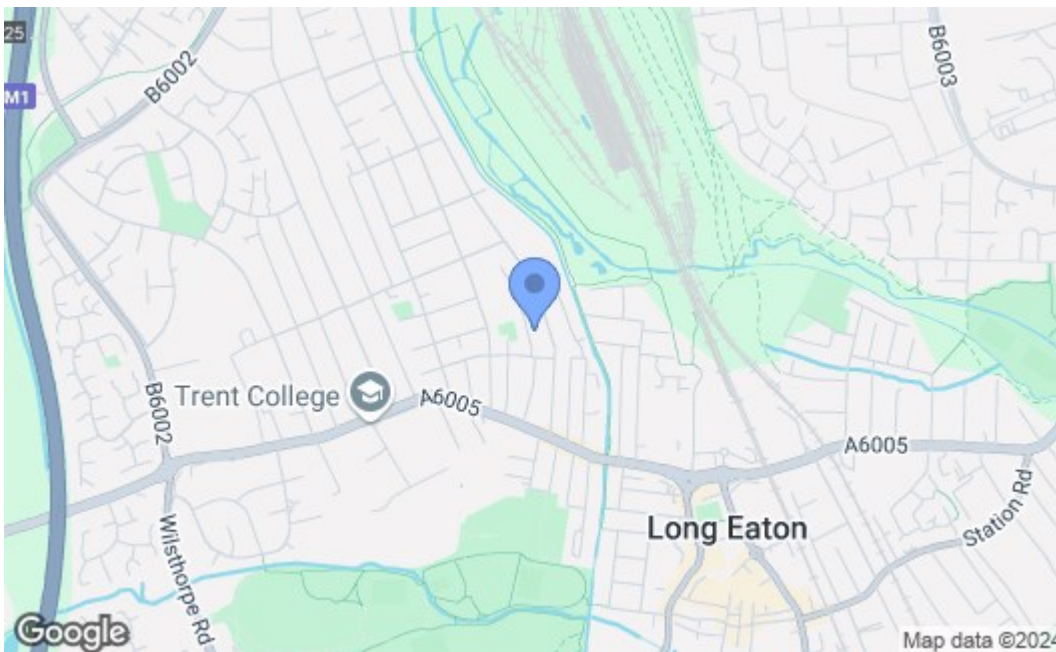 25
M1
B6002
B6003
Trent College
A6005
B6002
A6005
Wilsthorpe Rd
Long Eaton
Station Rd
Google
Map data ©2024